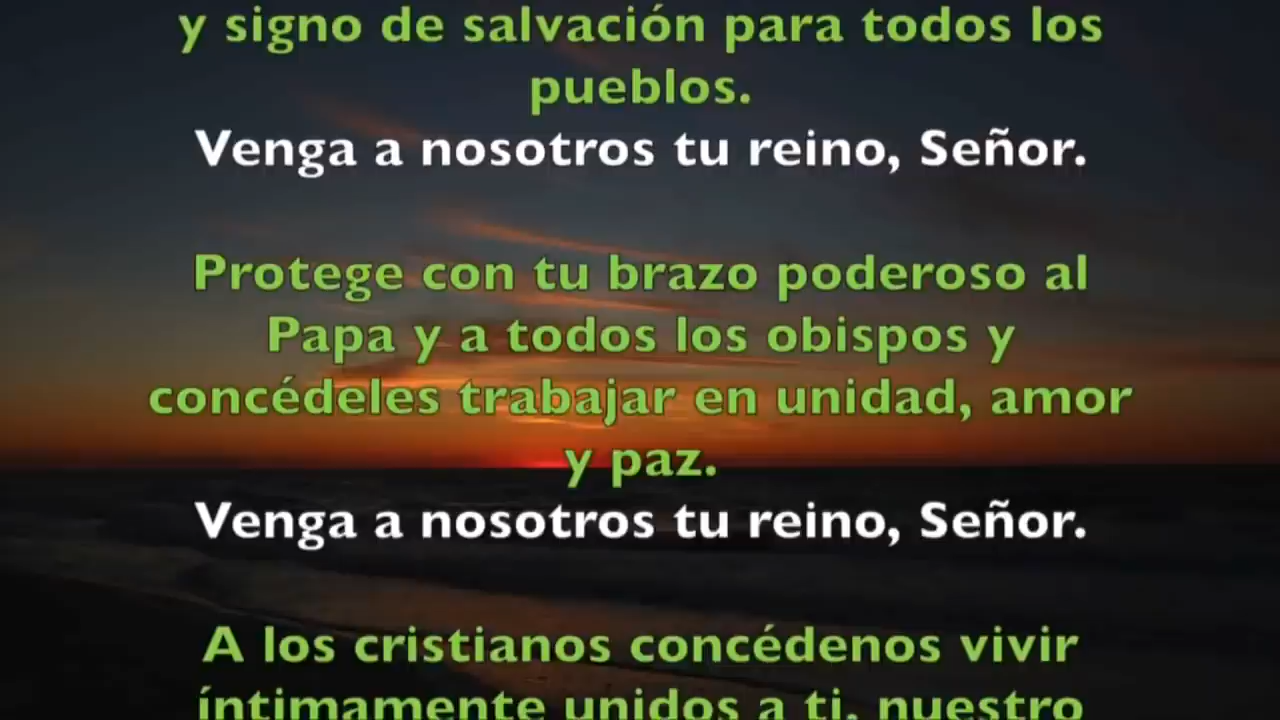 y signo de salvación para todos los
pueblos.
Venga a nosotros tu reino, Señor.
Protege con tu brazo poderoso al
Papa y a todos los obispos y
concédeles trabajar en unidad, amor
y paz.
Venga a nosotros tu reino, Señor.
A los cristianos concédenos vivir
íntimamente unidos a ti, nuestro